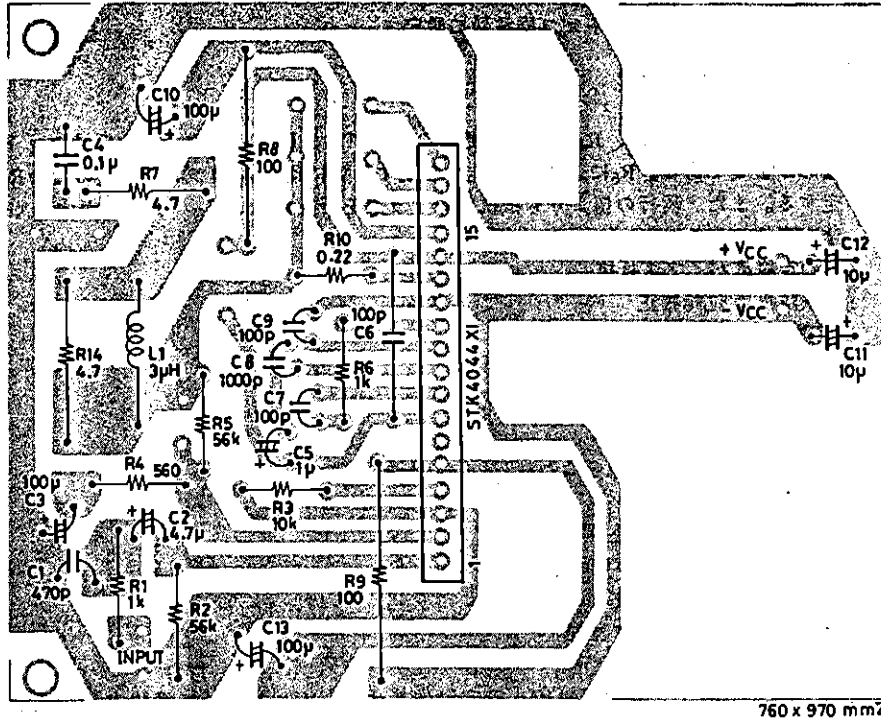 C10
100μ
C4
0.1μ
R7
4.7
R8
100
15
R10
0.22
+ VCC
+
C12
10μ
- VCC
+
C11
10μ
100p
C6
C9
100p
C8
1000p
R6
1k
C7
100p
STK4044XI
R14
4.7
L1
3μH
R5
56k
+
C5
1μ
R4
560
100μ
C3
+
R3
10k
+
C2
4.7μ
C1
470p
R1
1k
R2
56k
R9
100
1
INPUT
C13
100μ
+
+
760 x 970 mm2